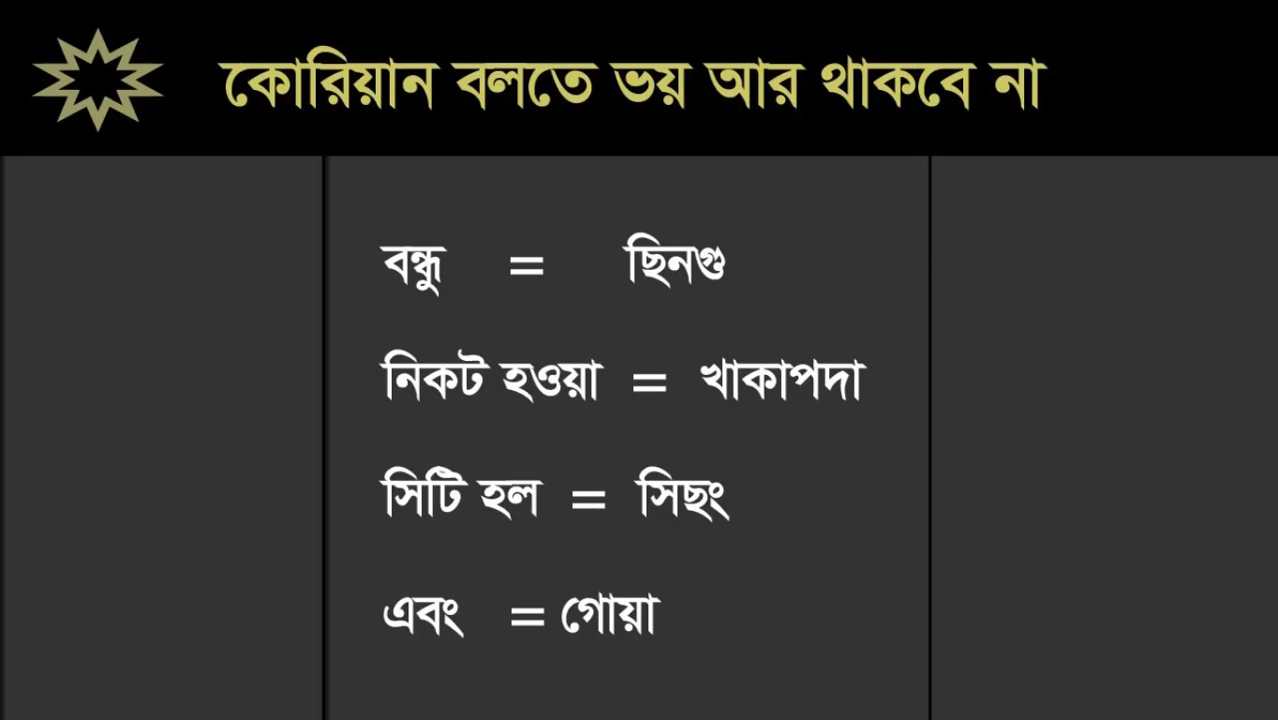 কোরিয়ান বলতে ভয় আর থাকবে না
বন্ধু = ছিনগু
নিকট হওয়া = খাকাপদা
সিটি হল = সিছং
এবং = গোয়া